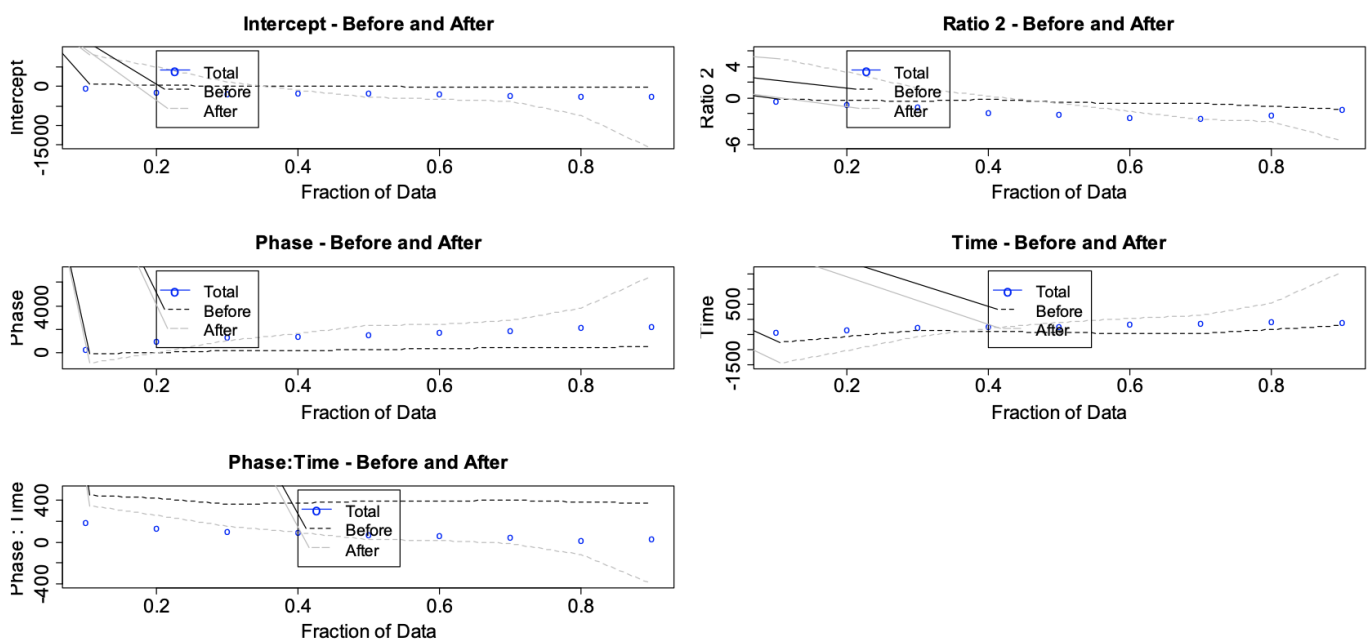 Intercept - Before and After
Intercept
0
-15000
Total
Before
After
0.2
0.4
0.6
0.8
Fraction of Data
Ratio 2 - Before and After
Ratio 2
4
0
-6
Total
Before
After
0.2
0.4
0.6
0.8
Fraction of Data
Phase - Before and After
Phase
4000
0
Total
Before
After
0.2
0.4
0.6
0.8
Fraction of Data
Time - Before and After
Time
500
-1500
Total
Before
After
0.2
0.4
0.6
0.8
Fraction of Data
Phase:Time - Before and After
Phase : Time
400
0
-400
Total
Before
After
0.2
0.4
0.6
0.8
Fraction of Data